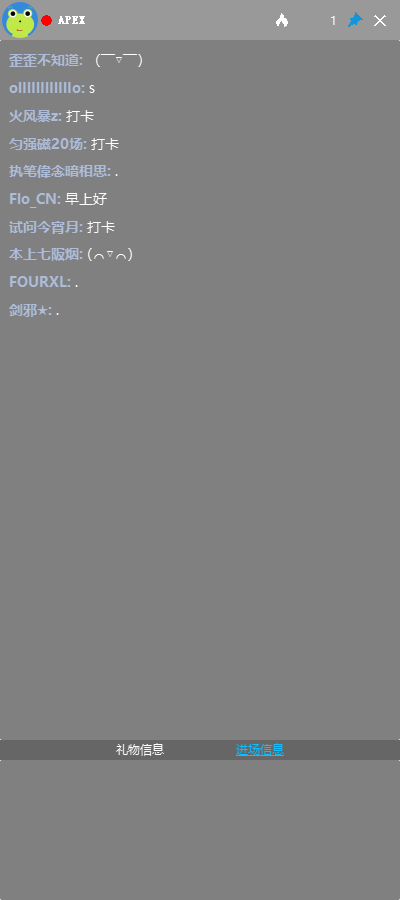 APEX 1
歪歪不知道: （￣▽￣）
ollllllllllllo: s
火风暴z: 打卡
匀强磁20场: 打卡
执笔偉念暗相思: .
Flo_CN: 早上好
试问今宵月: 打卡
本上七阪烟: (⌒▽⌒)
FOURXL: .
剑邪★: .
礼物信息 进场信息